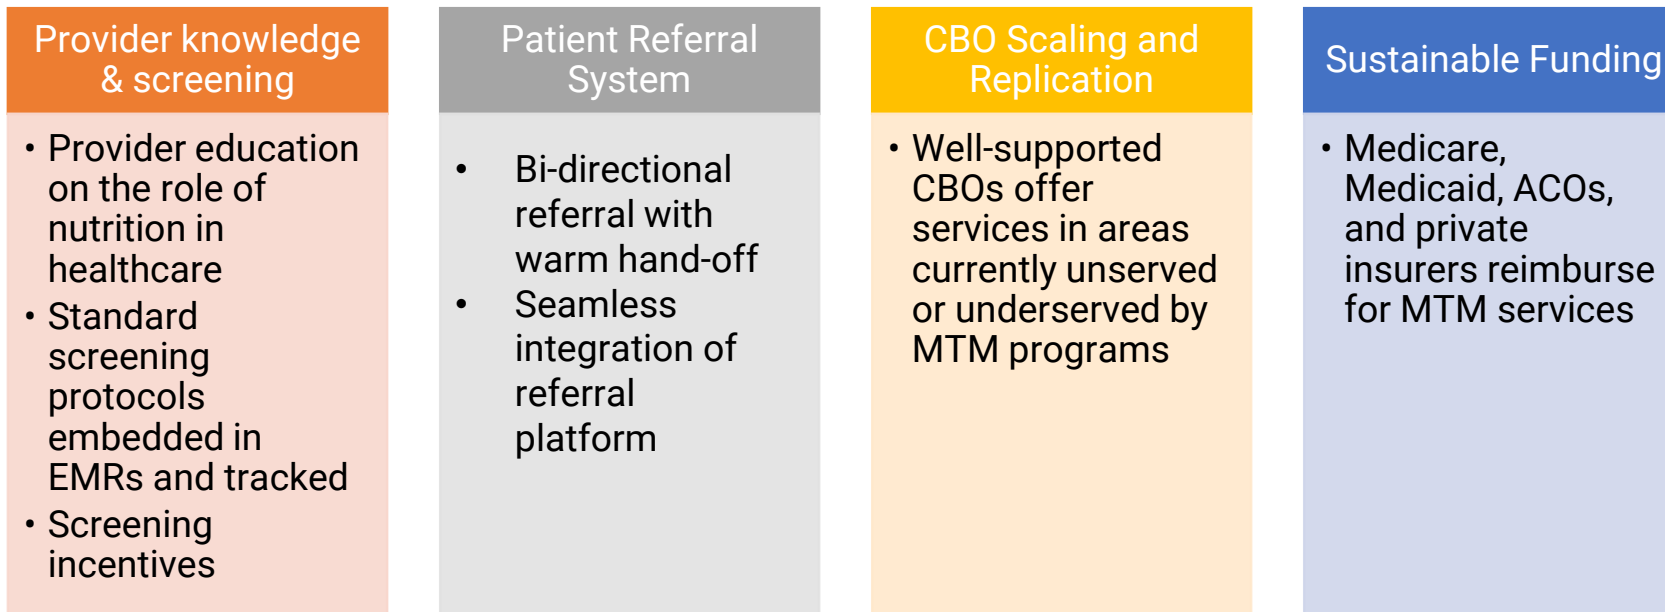 Provider knowledge
& screening
• Provider education
on the role of
nutrition in
healthcare
• Standard
screening
protocols
embedded in
EMRs and tracked
• Screening
incentives
Patient Referral
System
• Bi-directional
referral with
warm hand-off
• Seamless
integration of
referral
platform
CBO Scaling and
Replication
• Well-supported
CBOs offer
services in areas
currently unserved
or underserved by
MTM programs
Sustainable Funding
• Medicare,
Medicaid, ACOs,
and private
insurers reimburse
for MTM services